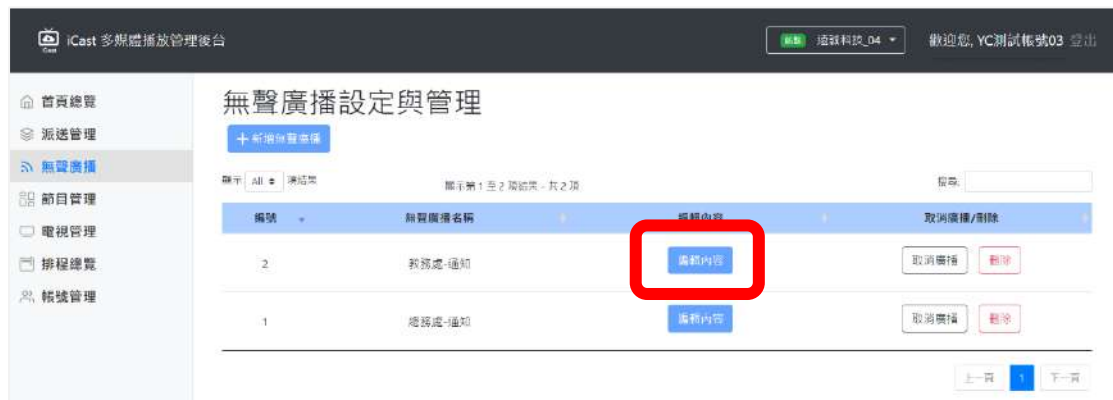 iCast 多媒體播放管理後台
歡迎您, YC測試帳號03 登出
首頁總覽
派送管理
無聲廣播
節目管理
電視管理
排程總覽
帳號管理
無聲廣播設定與管理
＋新增無聲廣播
顯示 All 項結果
顯示第 1 至 2 項結果 - 共 2 項
搜尋:
編號 無聲廣播名稱 編輯內容 取消廣播/刪除
2 教務處-通知 編輯內容 取消廣播 刪除
1 總務處-通知 編輯內容 取消廣播 刪除
上一頁 1 下一頁